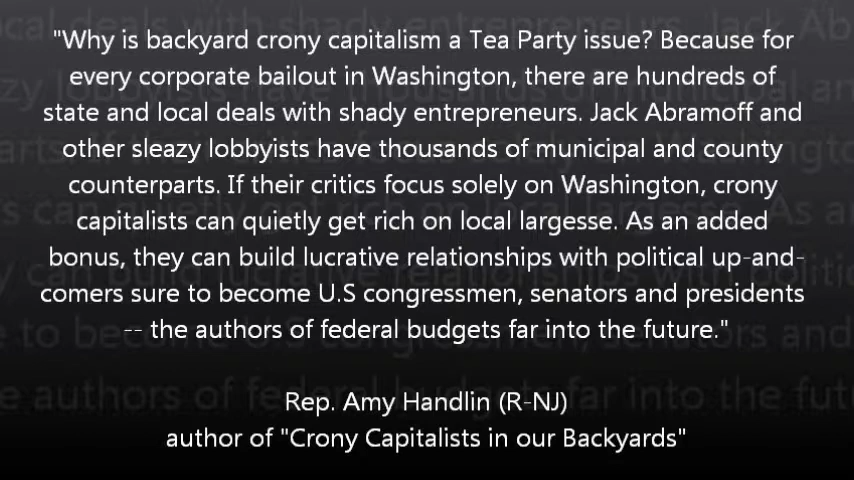 "Why is backyard crony capitalism a Tea Party issue? Because for
every corporate bailout in Washington, there are hundreds of
state and local deals with shady entrepreneurs. Jack Abramoff and
other sleazy lobbyists have thousands of municipal and county
counterparts. If their critics focus solely on Washington, crony
capitalists can quietly get rich on local largesse. As an added
bonus, they can build lucrative relationships with political up-and-
comers sure to become U.S congressmen, senators and presidents
-- the authors of federal budgets far into the future."
Rep. Amy Handlin (R-NJ)
author of "Crony Capitalists in our Backyards"